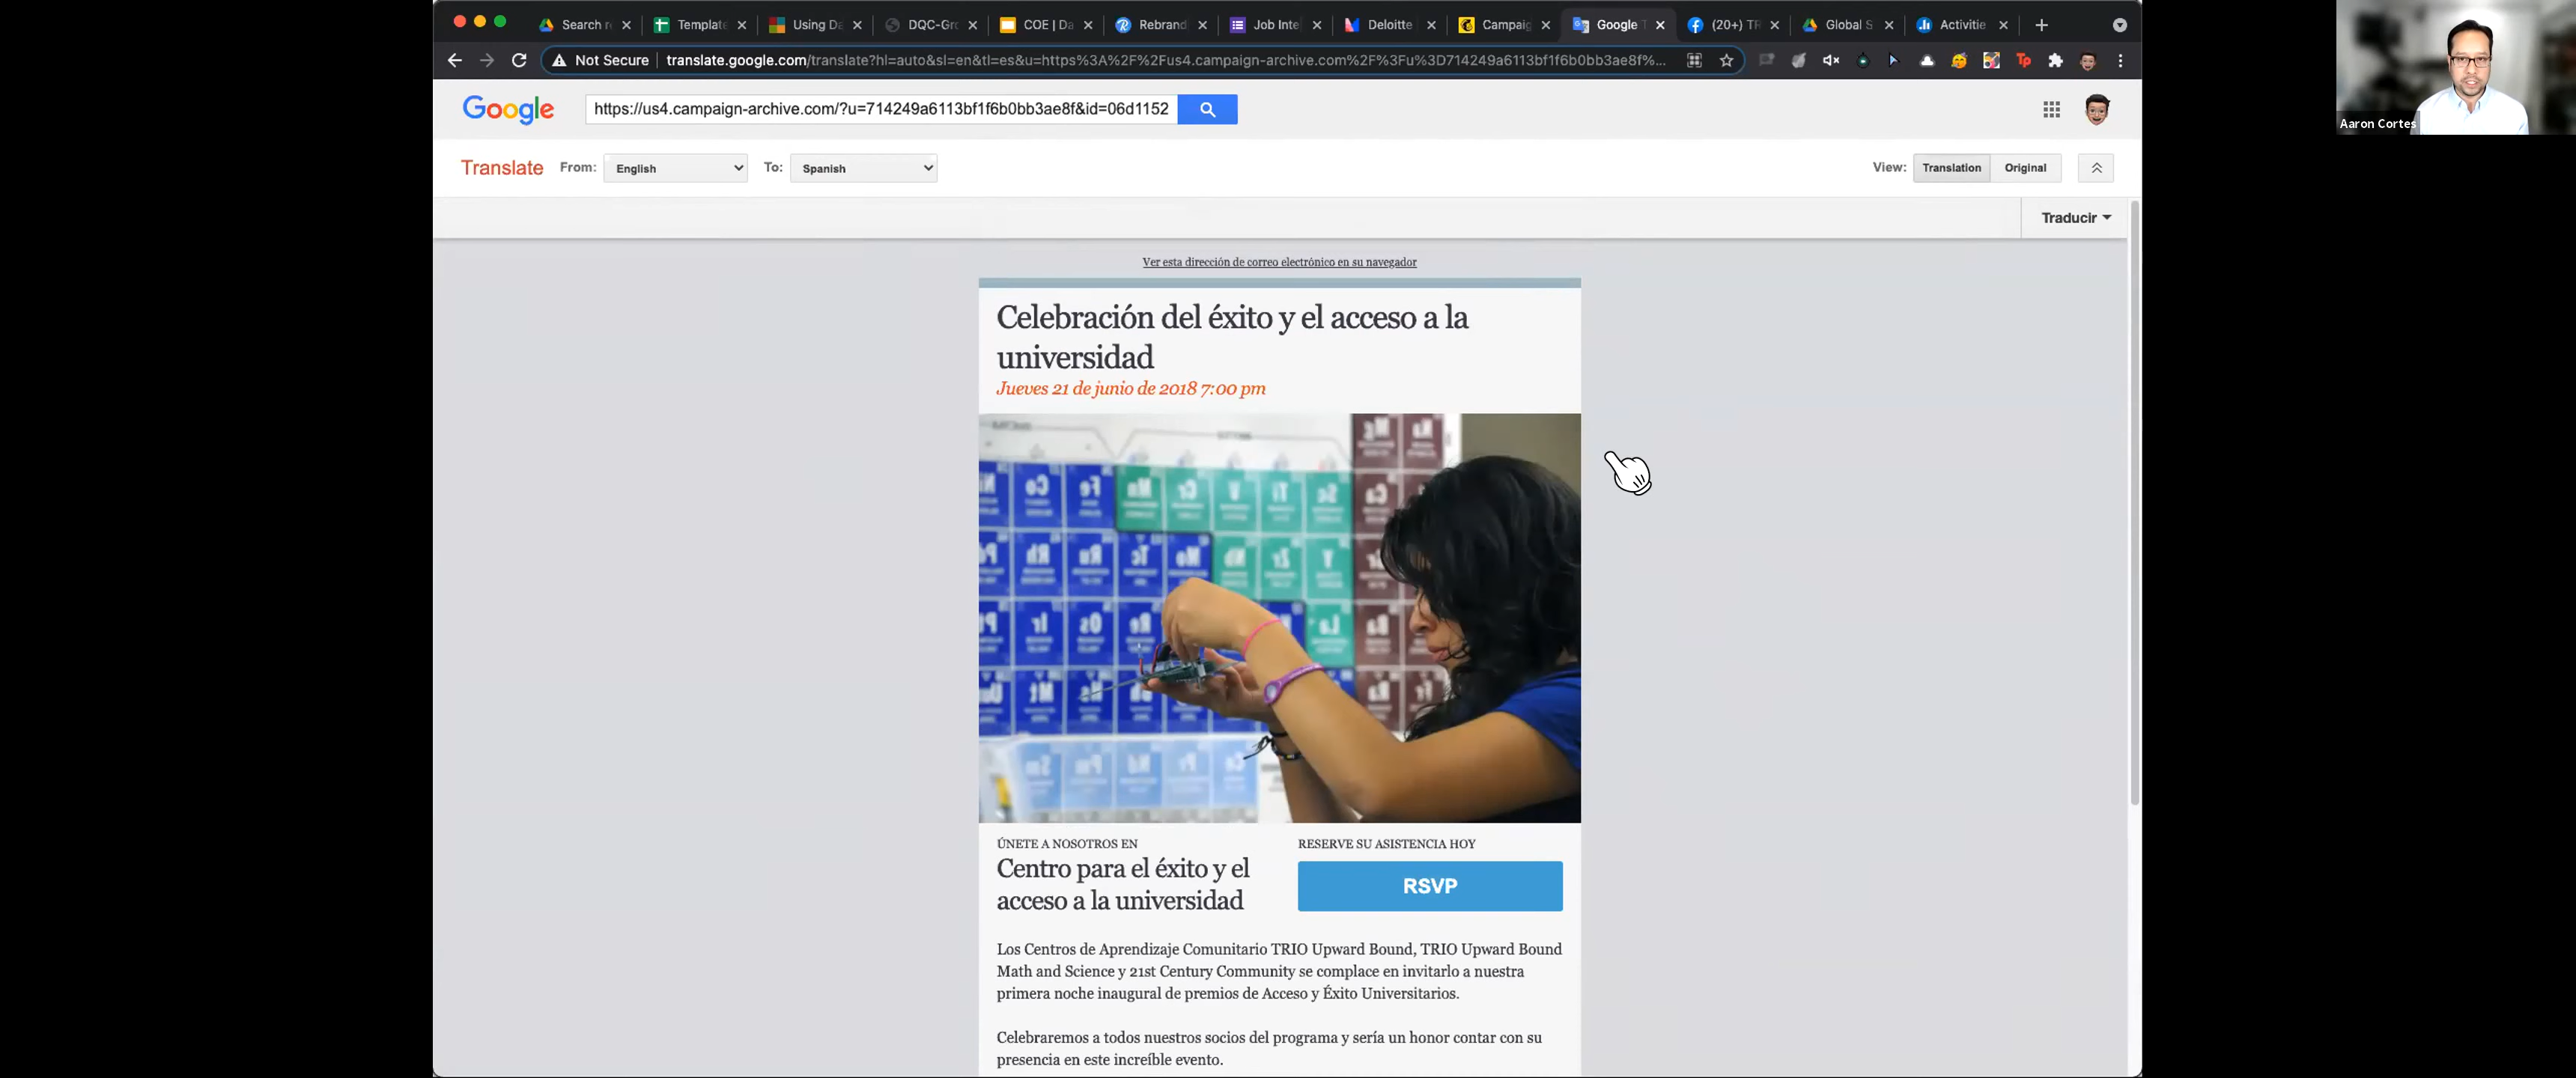 Search r
Template
Using Da
DQC-Gro
COE | Da
Rebrand
Job Inte
Deloitte
Campaig
Google T
(20+) TR
Global S
Activitie
Not Secure
translate.google.com/translate?hl=auto&sl=en&tl=es&u=https%3A%2F%2Fus4.campaign-archive.com%2F%3Fu%3D714249a6113bf1f6b0bb3ae8f%...
Google
https://us4.campaign-archive.com/?u=714249a6113bf1f6b0bb3ae8f&id=06d1152
Translate From: English To: Spanish View: Translation Original
Traducir
Ver esta dirección de correo electrónico en su navegador
Celebración del éxito y el acceso a la
universidad
Jueves 21 de junio de 2018 7:00 pm
ÚNETE A NOSOTROS EN
Centro para el éxito y el
acceso a la universidad
RESERVE SU ASISTENCIA HOY
RSVP
Los Centros de Aprendizaje Comunitario TRIO Upward Bound, TRIO Upward Bound
Math and Science y 21st Century Community se complace en invitarlo a nuestra
primera noche inaugural de premios de Acceso y Éxito Universitarios.
Celebraremos a todos nuestros socios del programa y sería un honor contar con su
presencia en este increíble evento.
Aaron Cortes